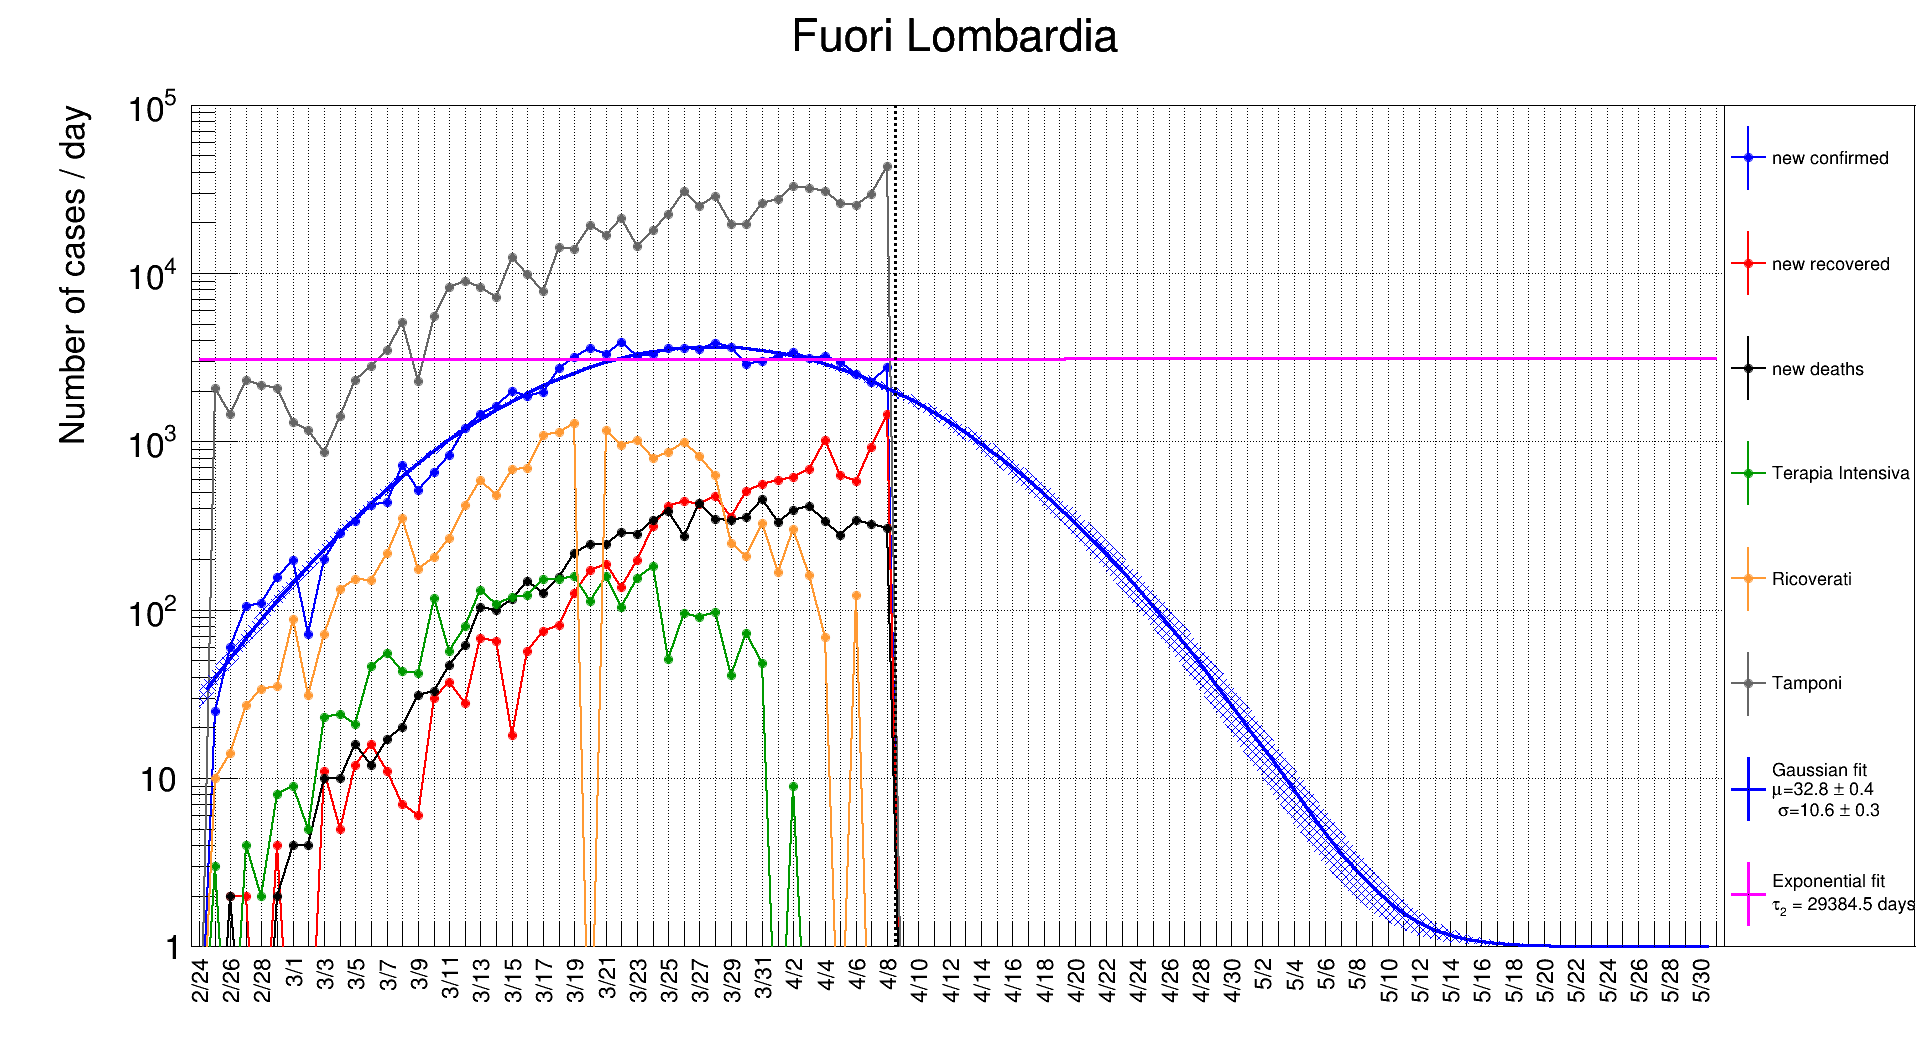 Fuori Lombardia
Number of cases / day
10^5
10^4
10^3
10^2
10
1
2/24 2/26 2/28 3/1 3/3 3/5 3/7 3/9 3/11 3/13 3/15 3/17 3/19 3/21 3/23 3/25 3/27 3/29 3/31 4/2 4/4 4/6 4/8 4/10 4/12 4/14 4/16 4/18 4/20 4/22 4/24 4/26 4/28 4/30 5/2 5/4 5/6 5/8 5/10 5/12 5/14 5/16 5/18 5/20 5/22 5/24 5/26 5/28 5/30
new confirmed
new recovered
new deaths
Terapia Intensiva
Ricoverati
Tamponi
Gaussian fit
μ=32.8 ± 0.4
σ=10.6 ± 0.3
Exponential fit
τ₂ = 29384.5 days